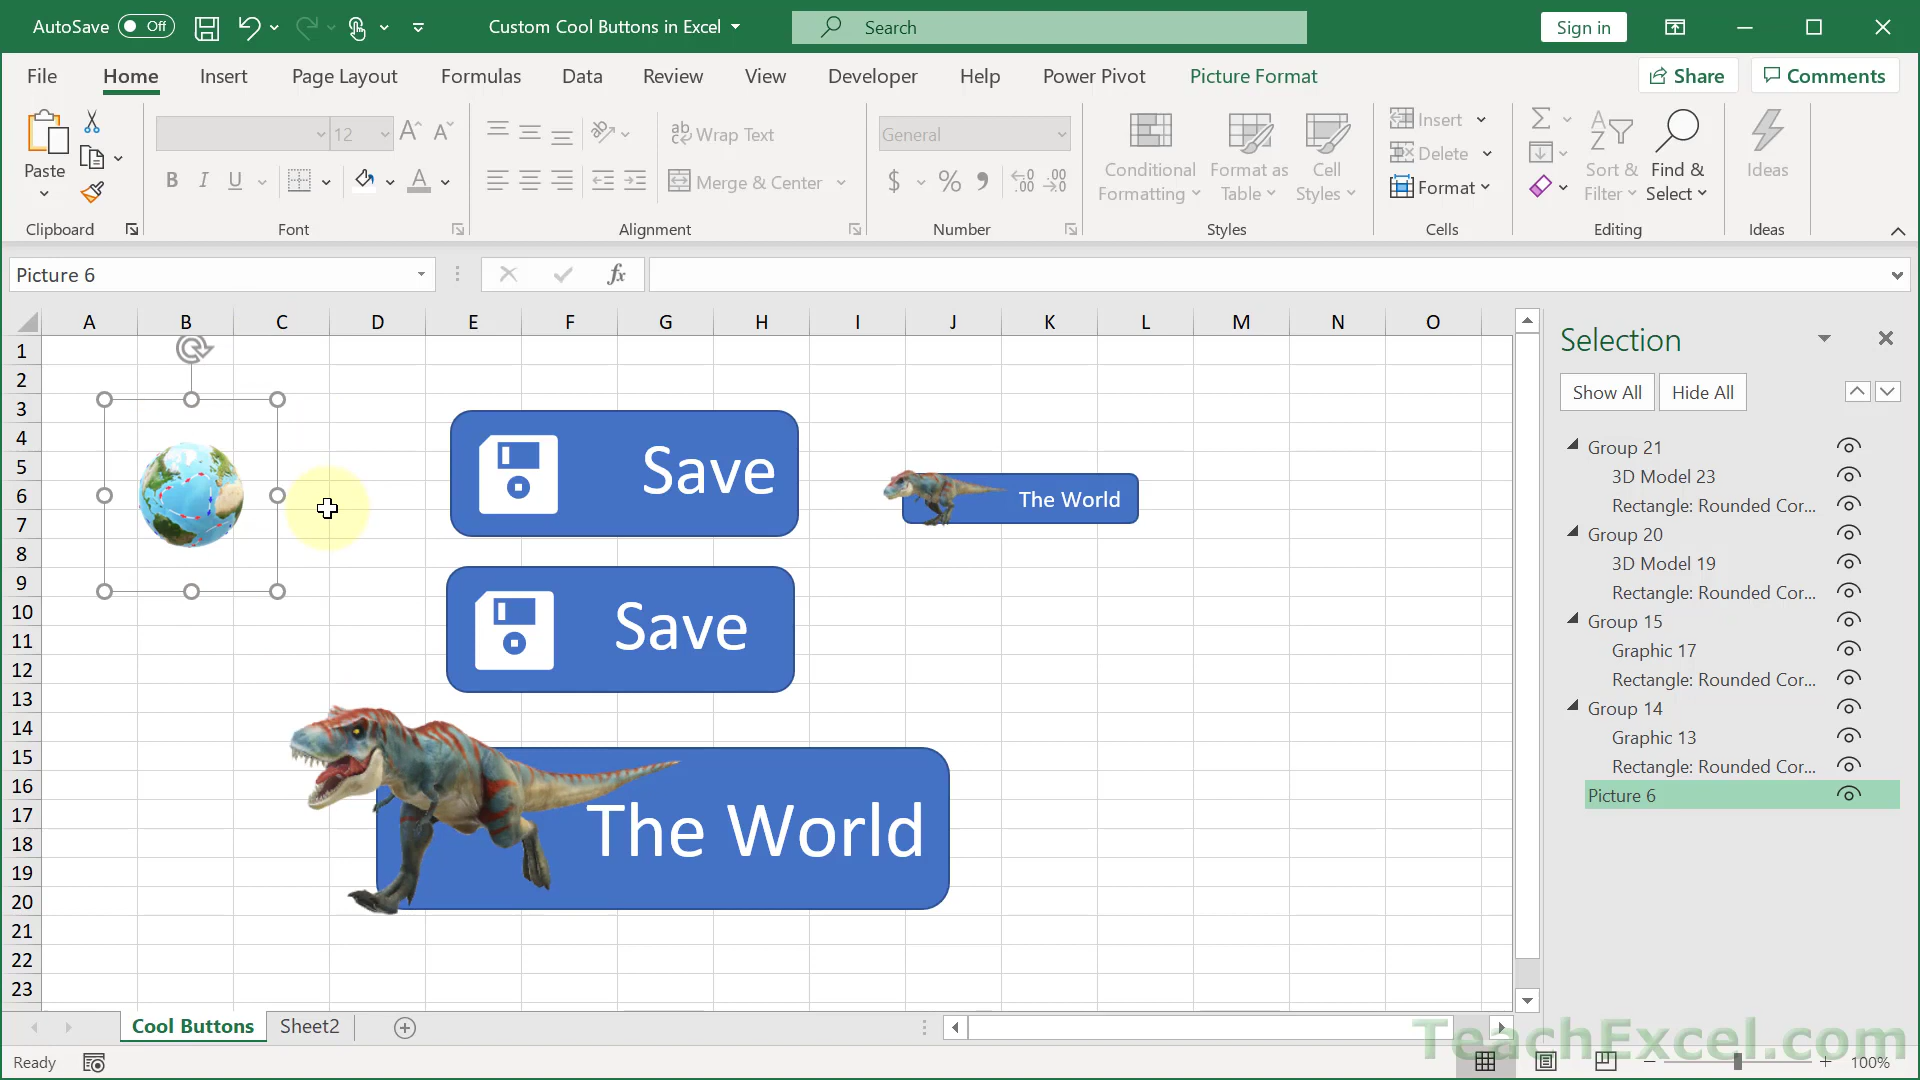 AutoSave Off Custom Cool Buttons in Excel Search Sign in
File Home Insert Page Layout Formulas Data Review View Developer Help Power Pivot Picture Format Share Comments
Paste
Clipboard
12
B I U A
Font
ab Wrap Text
Merge & Center
Alignment
General
$ % 9 .00
Number
Conditional Formatting
Format as Table
Cell Styles
Styles
Insert
Delete
Format
Cells
Sort & Filter
Find & Select
Editing
Ideas
Ideas
Picture 6 fx
A B C D E F G H I J K L M N O
1
2
3
4
5
6
7
8
9
10
11
12
13
14
15
16
17
18
19
20
21
22
23
Save
The World
Save
The World
Selection
Show All Hide All
Group 21
3D Model 23
Rectangle: Rounded Cor...
Group 20
3D Model 19
Rectangle: Rounded Cor...
Group 15
Graphic 17
Rectangle: Rounded Cor...
Group 14
Graphic 13
Rectangle: Rounded Cor...
Picture 6
Cool Buttons Sheet2
TeachExcel.com
Ready 100%